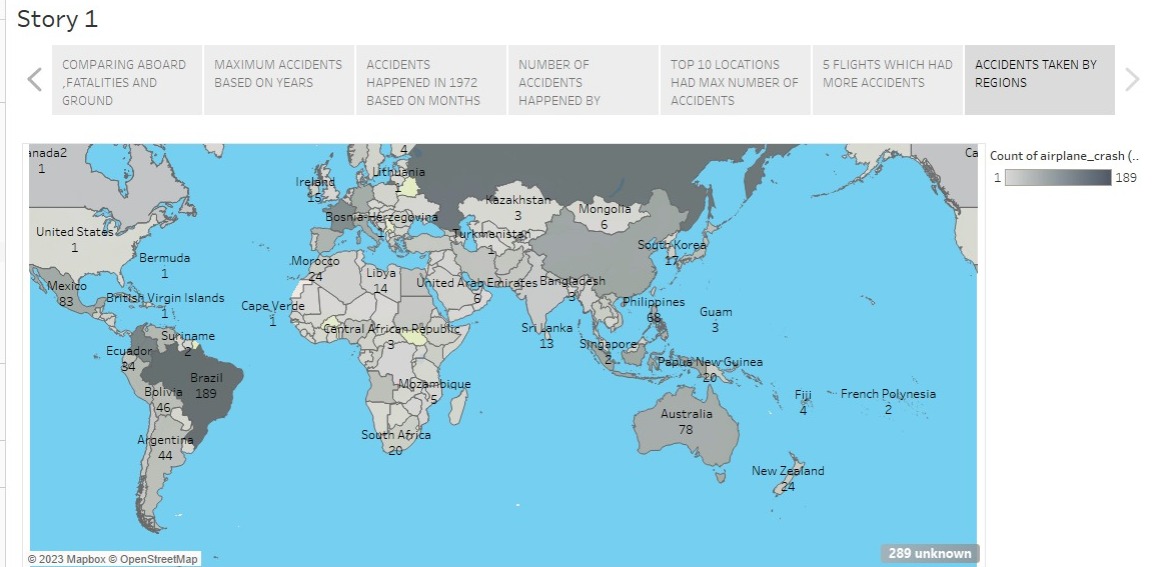 Story 1
COMPARING ABOARD
,FATALITIES AND
GROUND
MAXIMUM ACCIDENTS
BASED ON YEARS
ACCIDENTS
HAPPENED IN 1972
BASED ON MONTHS
NUMBER OF
ACCIDENTS
HAPPENED BY
TOP 10 LOCATIONS
HAD MAX NUMBER OF
ACCIDENTS
5 FLIGHTS WHICH HAD
MORE ACCIDENTS
ACCIDENTS TAKEN BY
REGIONS
Count of airplane_crash (..
1
189
anada2
1
4
Ca
Lithuania
1
Ireland
15
Kazakhstan
3
Mongolia
6
Bosnia-Herzegovina
1
United States
1
Turkmenistan
1
South Korea
17
Bermuda
1
Morocco
24
Libya
14
United Arab Emirates
6
Bangladesh
3
Mexico
83
British Virgin Islands
1
Cape Verde
1
Philippines
68
Guam
3
Central African Republic
3
Sri Lanka
13
Suriname
2
Singapore
2
Ecuador
34
Papua New Guinea
20
Brazil
189
Mozambique
5
Bolivia
46
Fiji
4
French Polynesia
2
Australia
78
Argentina
44
South Africa
20
New Zealand
24
© 2023 Mapbox © OpenStreetMap
289 unknown